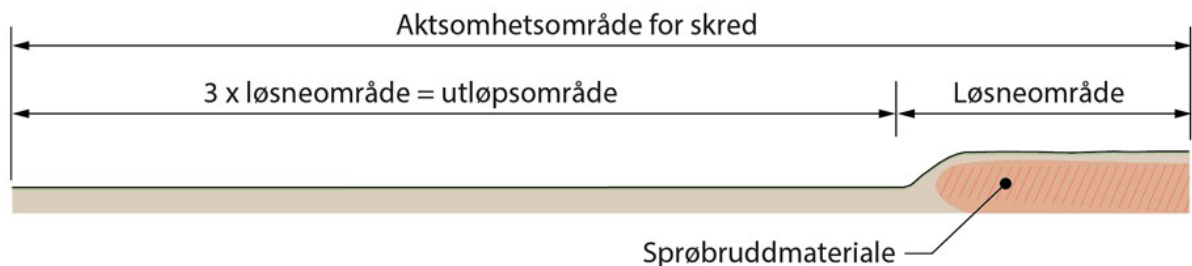 Aktsomhetsområde for skred
3 x løsneområde = utløpsområde
Løsneområde
Sprøbruddmateriale